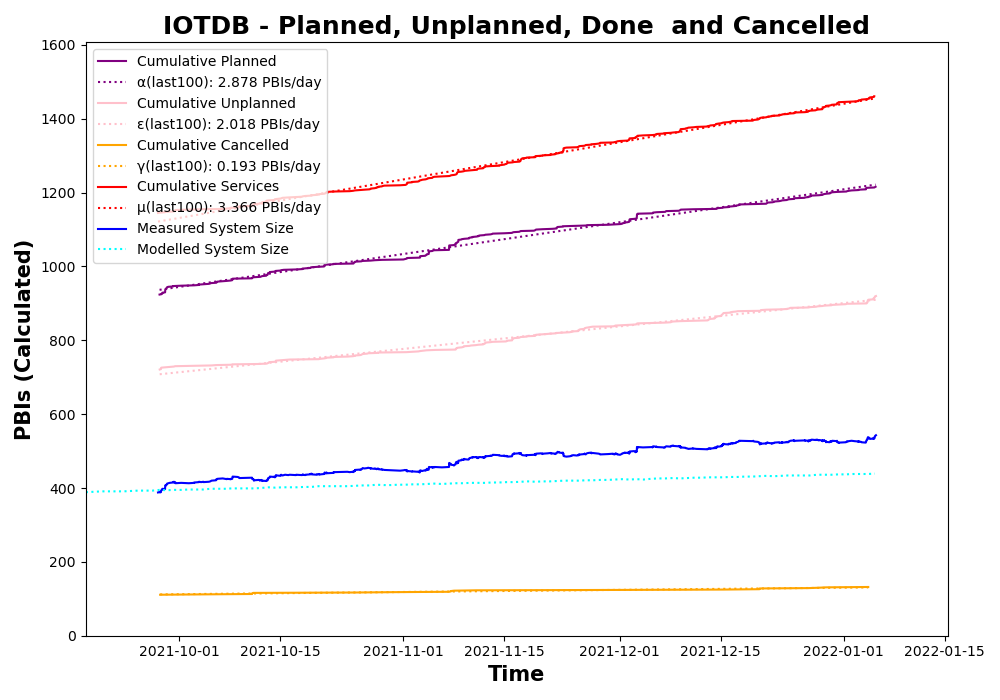 IOTDB - Planned, Unplanned, Done  and Cancelled
1600
1400
1200
1000
800
600
400
200
0
PBIs (Calculated)
Cumulative Planned
α(last100): 2.878 PBIs/day
Cumulative Unplanned
ε(last100): 2.018 PBIs/day
Cumulative Cancelled
γ(last100): 0.193 PBIs/day
Cumulative Services
μ(last100): 3.366 PBIs/day
Measured System Size
Modelled System Size
2021-10-01 2021-10-15 2021-11-01 2021-11-15 2021-12-01 2021-12-15 2022-01-01 2022-01-15
Time